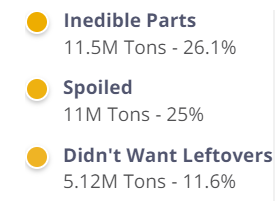 Inedible Parts
11.5M Tons - 26.1%
Spoiled
11M Tons - 25%
Didn't Want Leftovers
5.12M Tons - 11.6%